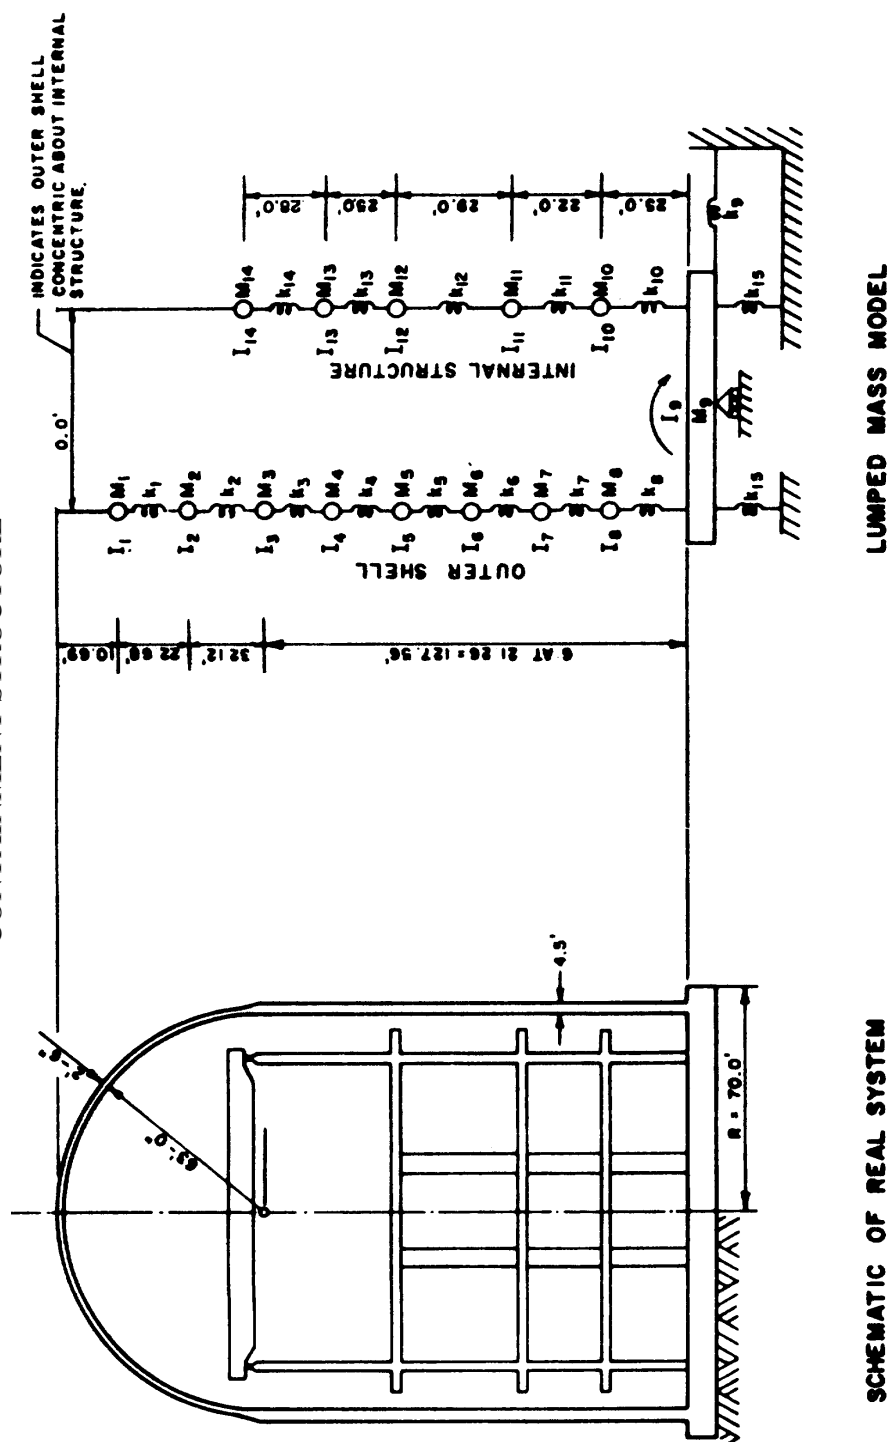 INDICATES OUTER SHELL
CONCENTRIC ABOUT INTERNAL
STRUCTURE.
0.0'
10.69'
22.68'
32.12'
6 AT 21.26 = 127.56'
I1 M1
k1
I2 M2
k2
I3 M3
k3
I4 M4
k4
I5 M5
k5
I6 M6
k6
I7 M7
k7
I8 M8
k8
OUTER SHELL
I14 M14
k14
I13 M13
k13
I12 M12
k12
I11 M11
k11
I10 M10
k10
INTERNAL STRUCTURE
28.0'
25.0'
29.0'
22.0'
25.0'
I9
M9
k9
k15
k15
LUMPED MASS MODEL
2'-6"
63'-0"
4.5'
R = 70.0'
SCHEMATIC OF REAL SYSTEM